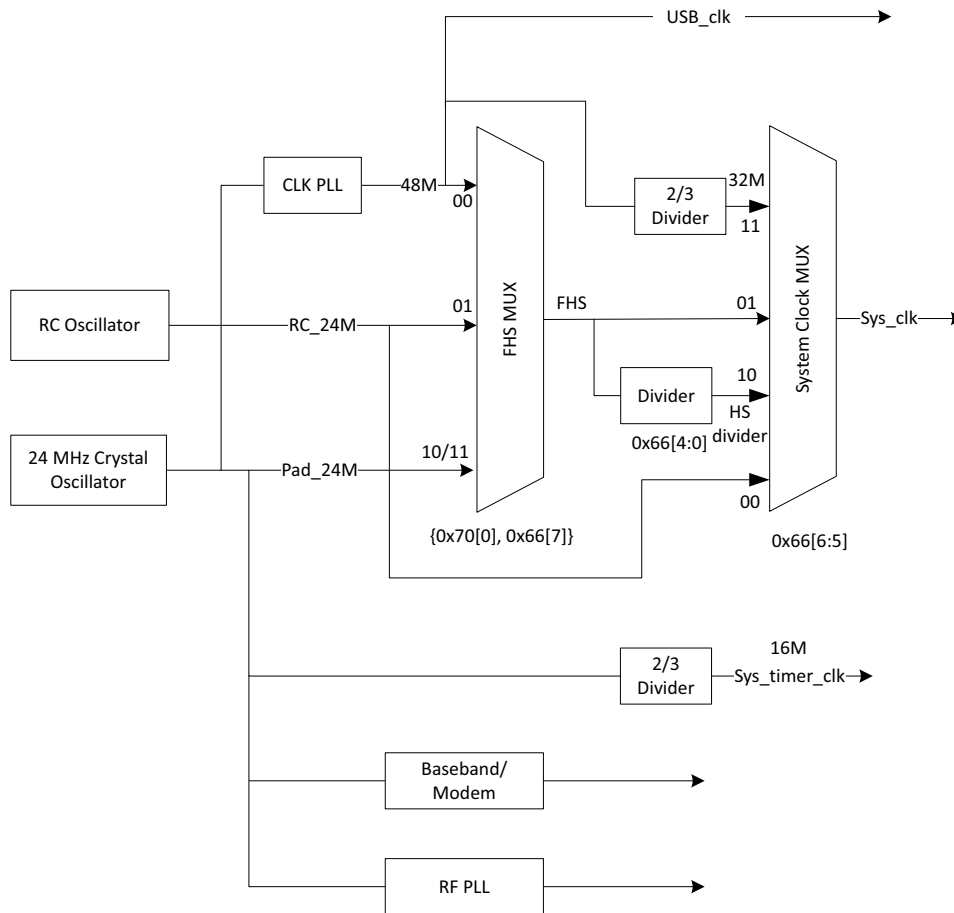 USB_clk
CLK PLL
48M
00
2/3
Divider
32M
11
RC Oscillator
RC_24M
01
FHS MUX
FHS
01
System Clock MUX
Sys_clk
Divider
10
HS
divider
0x66[4:0]
24 MHz Crystal
Oscillator
Pad_24M
10/11
00
{0x70[0], 0x66[7]}
0x66[6:5]
2/3
Divider
16M
Sys_timer_clk
Baseband/
Modem
RF PLL